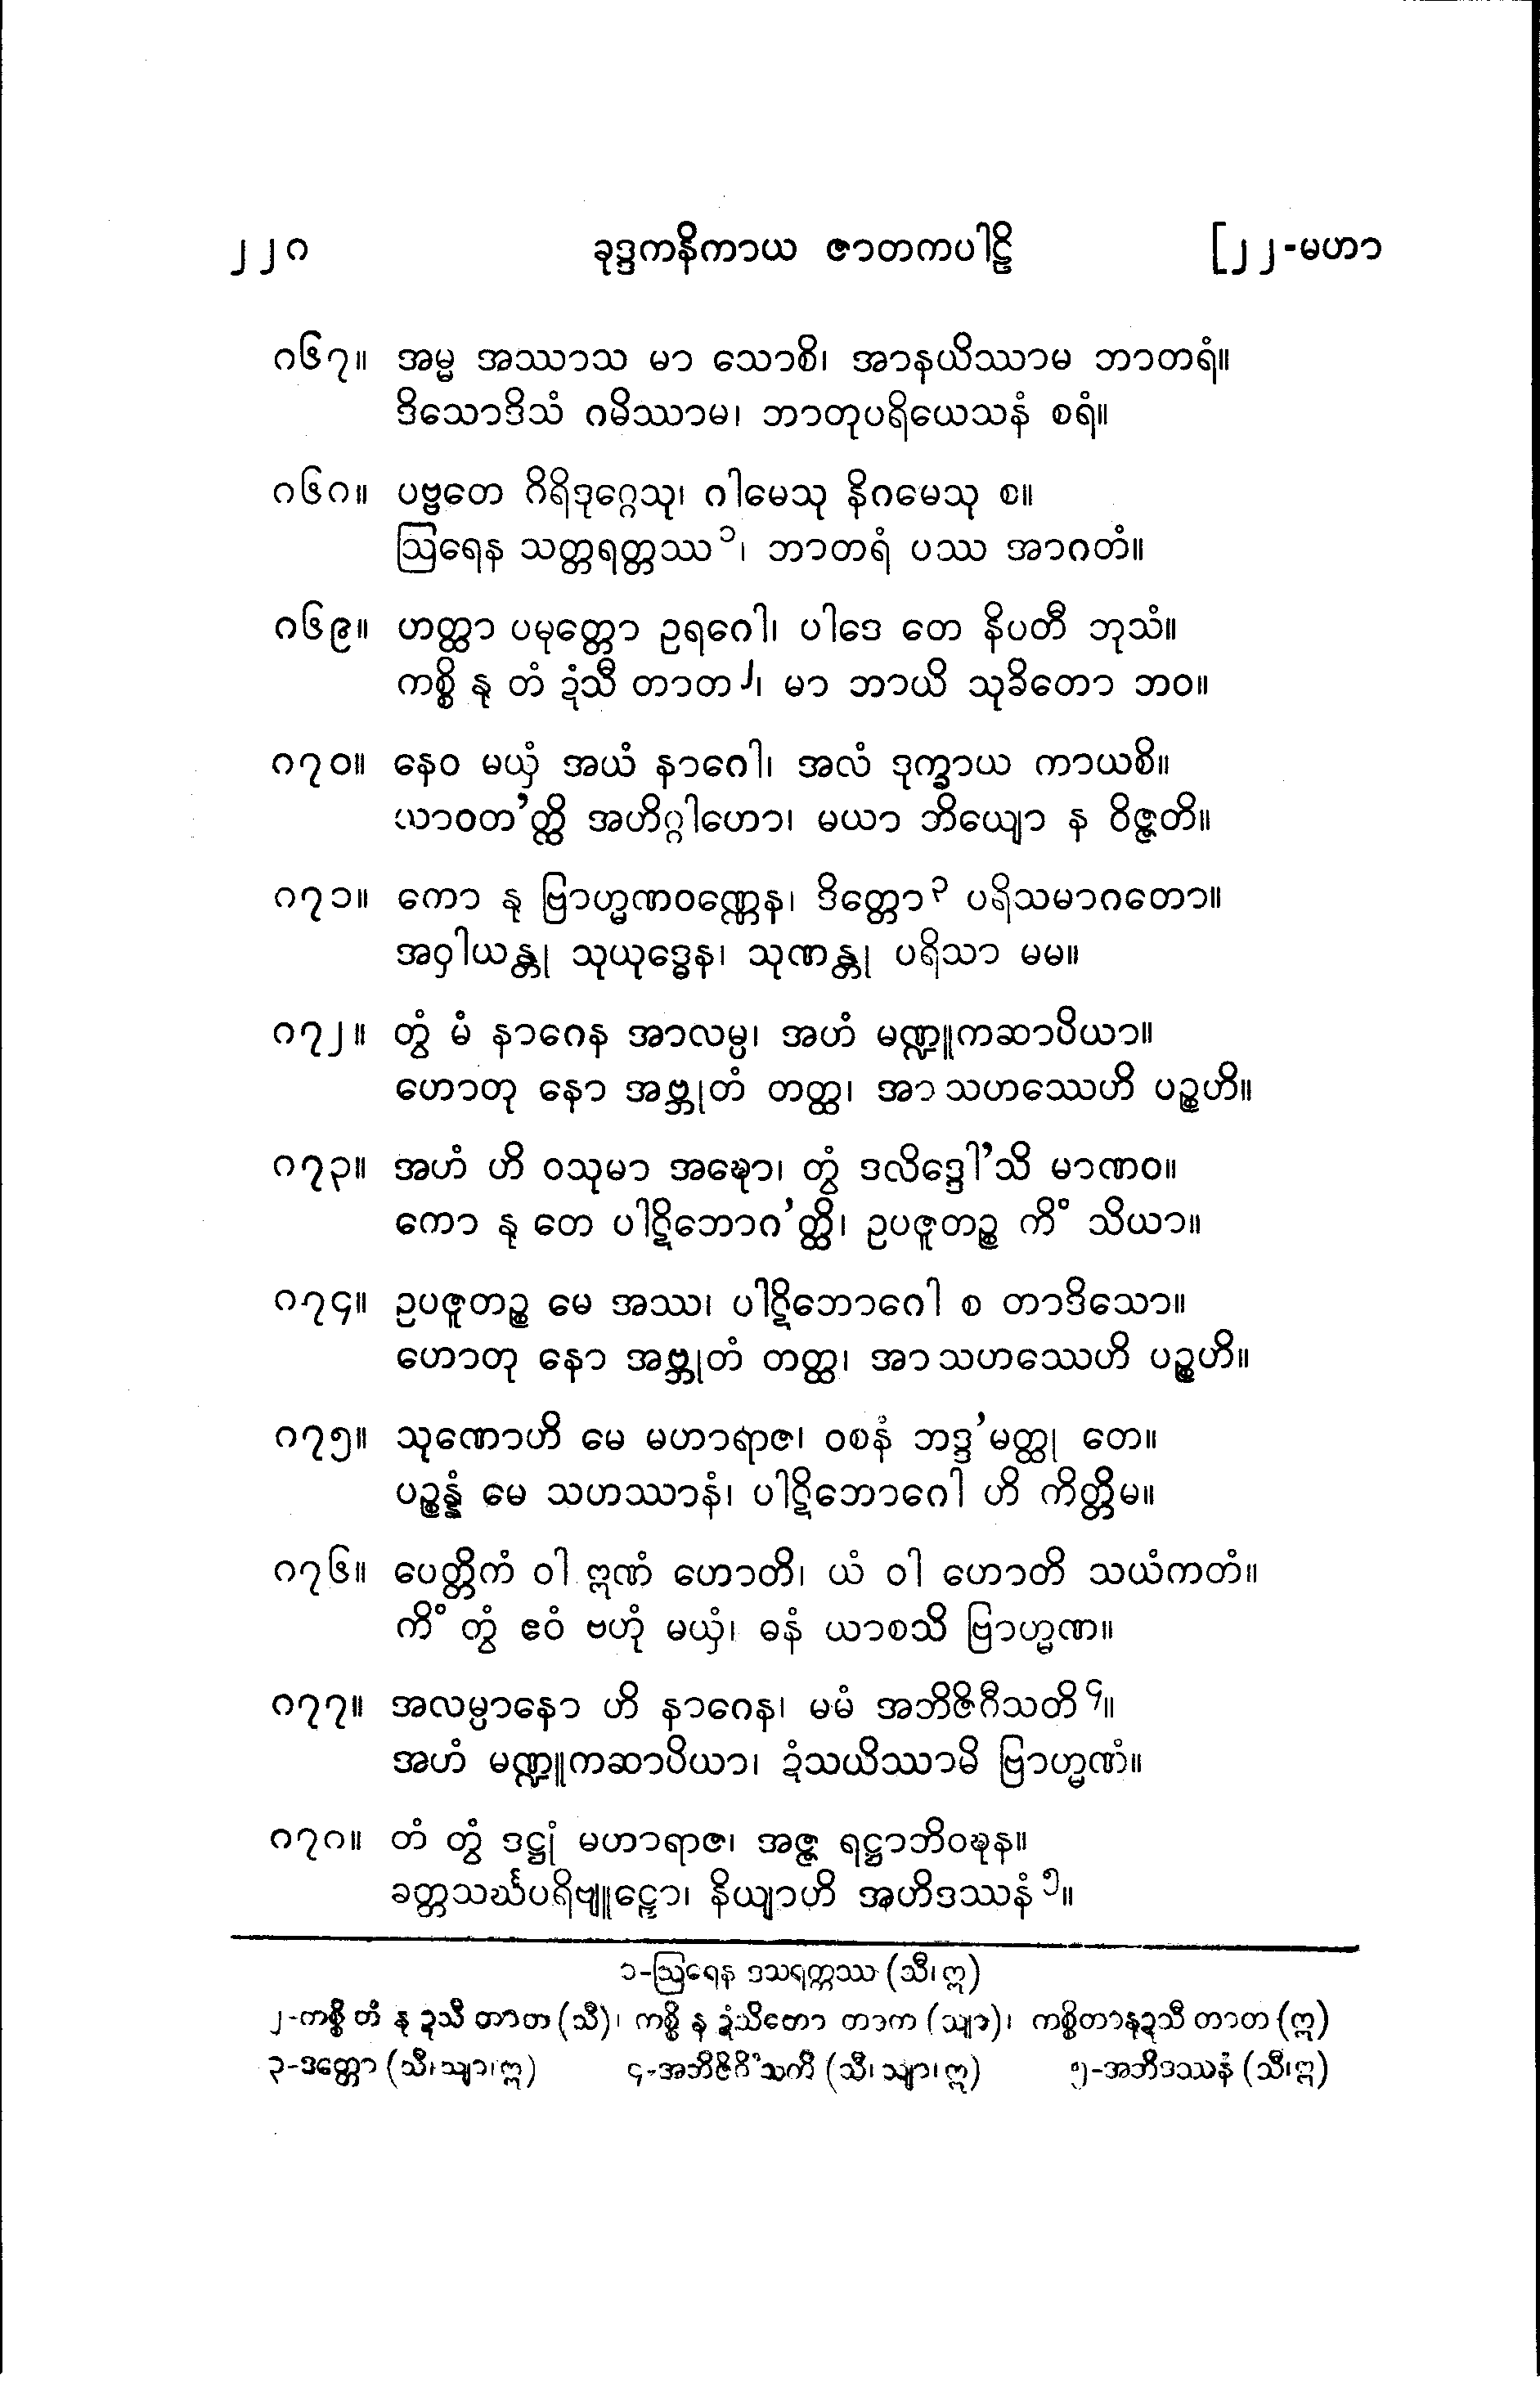 ၂၂၈ ခုဒ္ဒကနိကာယ ဇာတကပါဠိ [၂၂-မဟာ
၈၆၇။ အမ္မ အဿာသ မာ သောစိ၊ အာနယိဿာမ ဘာတရံ။
ဒိသောဒိသံ ဂမိဿာမ၊ ဘာတုပရိယေသနံ စရံ။
၈၆၈။ ပဗ္ဗတေ ဂိရိဒုဂ္ဂေသု၊ ဂါမေသု နိဂမေသု စ။
ဩရေန သတ္တရတ္တဿ ၁၊ ဘာတရံ ပဿ အာဂတံ။
၈၆၉။ ဟတ္ထာ ပမုတ္တော ဥရဂေါ၊ ပါဒေ တေ နိပတီ ဘုသံ။
ကစ္စိ နု တံ ဍံသီ တာတ ၂၊ မာ ဘာယိ သုခိတော ဘဝ။
၈၇၀။ နေဝ မယှံ အယံ နာဂေါ၊ အလံ ဒုက္ခာယ ကာယစိ။
ယာဝတ’တ္ထိ အဟိဂ္ဂါဟော၊ မယာ ဘိယျော န ဝိဇ္ဇတိ။
၈၇၁။ ကော နု ဗြာဟ္မဏဝဏ္ဏေန၊ ဒိတ္တော ၃ ပရိသမာဂတော။
အဝှါယန္တု သုယုဒ္ဓေန၊ သုဏန္တု ပရိသာ မမ။
၈၇၂။ တွံ မံ နာဂေန အာလမ္ပ၊ အဟံ မဏ္ဍူကဆာပိယာ။
ဟောတု နော အဗ္ဘုတံ တတ္ထ၊ အာ သဟဿေဟိ ပဉ္စဟိ။
၈၇၃။ အဟံ ဟိ ဝသုမာ အဍ္ဎော၊ တွံ ဒလိဒ္ဒေါ’သိ မာဏဝ။
ကော နု တေ ပါဋိဘောဂ’တ္ထိ၊ ဥပဇူတဉ္စ ကိံ သိယာ။
၈၇၄။ ဥပဇူတဉ္စ မေ အဿ၊ ပါဋိဘောဂေါ စ တာဒိသော။
ဟောတု နော အဗ္ဘုတံ တတ္ထ၊ အာ သဟဿေဟိ ပဉ္စဟိ။
၈၇၅။ သုဏောဟိ မေ မဟာရာဇ၊ ဝစနံ ဘဒ္ဒ’မတ္ထု တေ။
ပဉ္စန္နံ မေ သဟဿာနံ၊ ပါဋိဘောဂေါ ဟိ ကိတ္တိမ။
၈၇၆။ ပေတ္တိကံ ဝါ ဣဏံ ဟောတိ၊ ယံ ဝါ ဟောတိ သယံကတံ။
ကိံ တွံ ဧဝံ ဗဟုံ မယှံ၊ ဓနံ ယာစသိ ဗြာဟ္မဏ။
၈၇၇။ အလမ္ပာနော ဟိ နာဂေန၊ မမံ အဘိဇိဂီသတိ ၄။
အဟံ မဏ္ဍူကဆာပိယာ၊ ဍံသယိဿာမိ ဗြာဟ္မဏံ။
၈၇၈။ တံ တွံ ဒဋ္ဌုံ မဟာရာဇ၊ အဇ္ဇ ရဋ္ဌာဘိဝဍ္ဎန။
ခတ္တသင်္ဃပရိဗျူဠှော၊ နိယျာဟိ အဟိဒဿနံ ၅။
၁-ဩရေန ဒသရတ္တဿ (သီ၊ဣ)
၂-ကစ္စိ တံ နု ဍသီ တာတ (သီ)၊ ကစ္စိ နု ဍံသိတော တာတ (သျာ)၊ ကစ္စိတာနုဍသီ တာတ (ဣ)
၃-ဒတ္တော (သီ၊သျာ၊ဣ) ၄-အဘိဇိဂိံသတိ (သီ၊သျာ၊ဣ) ၅-အဘိဒဿနံ (သီ၊ဣ)